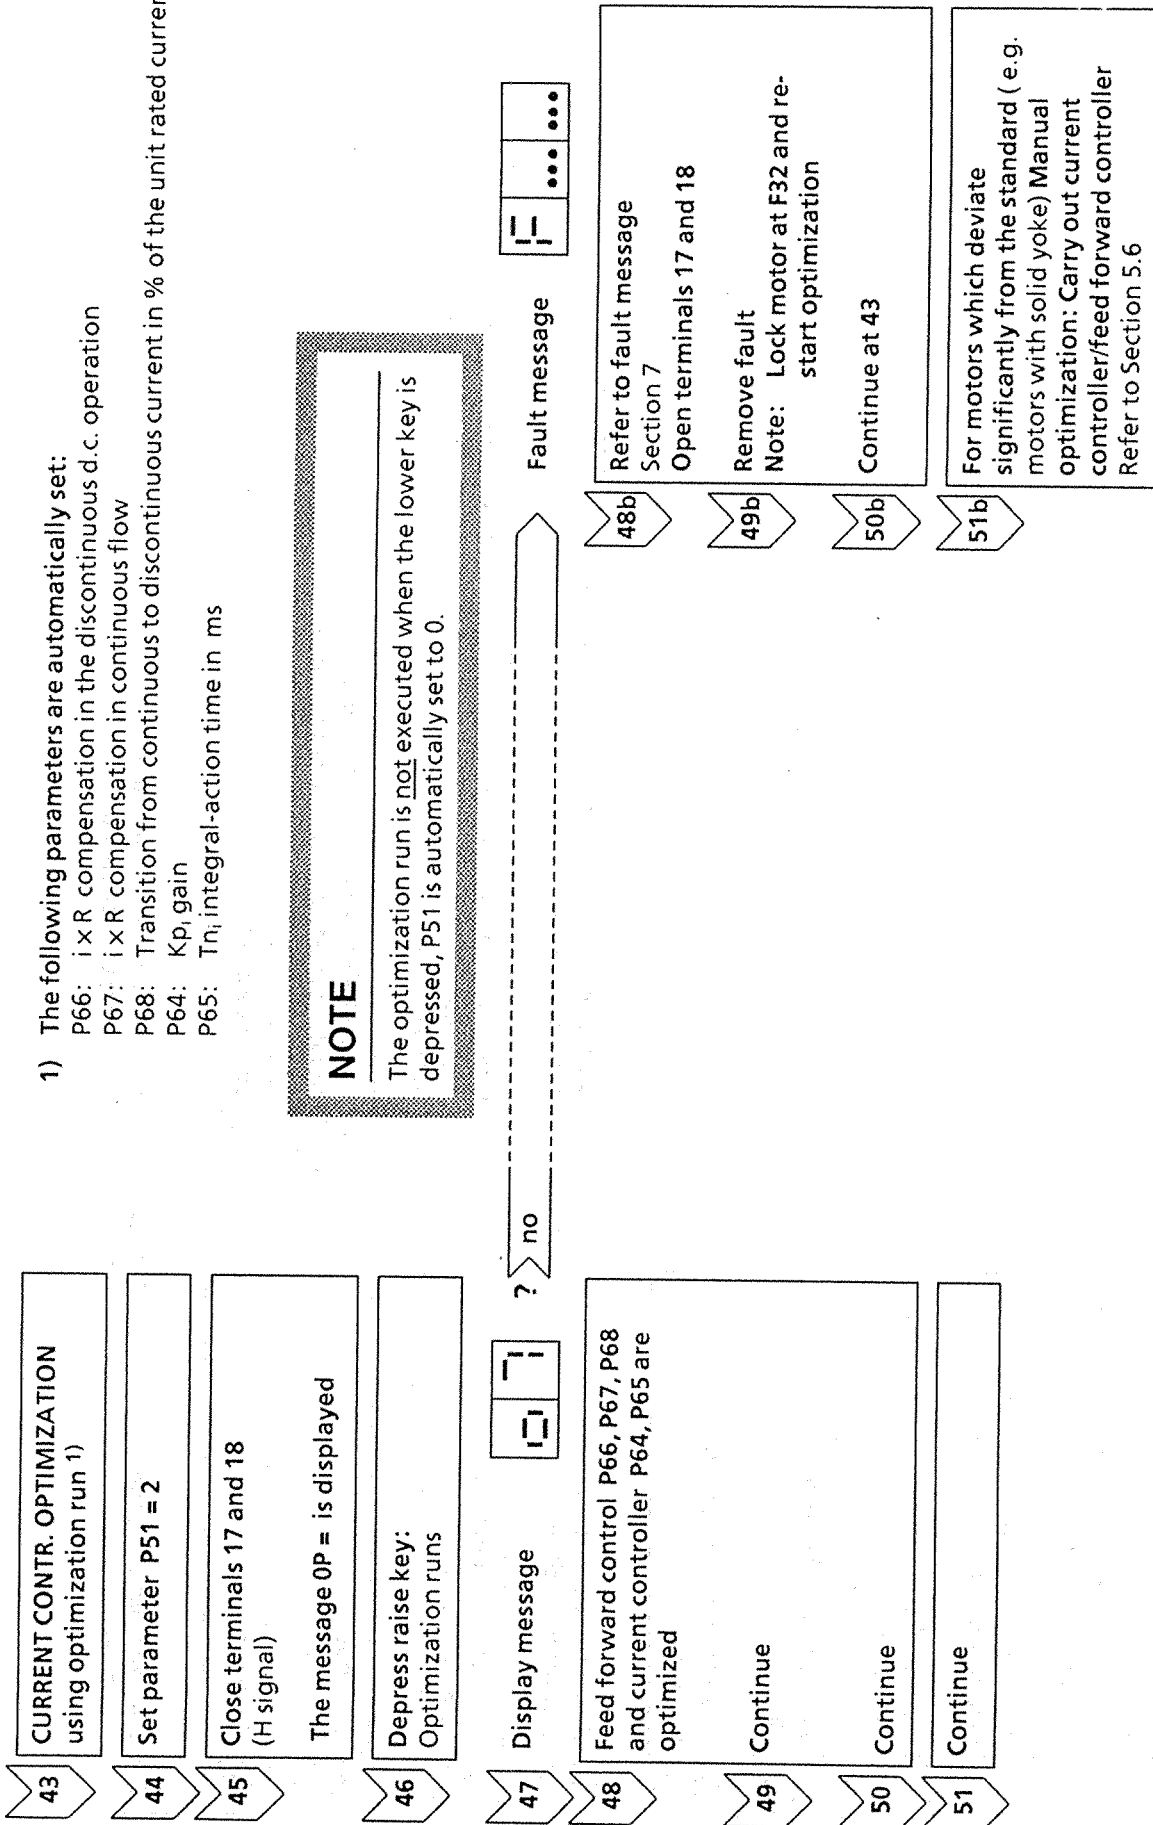 43
CURRENT CONTR. OPTIMIZATION
using optimization run 1)
44
Set parameter P51 = 2
45
Close terminals 17 and 18
(H signal)
The message 0P = is displayed
46
Depress raise key:
Optimization runs
1) The following parameters are automatically set:
P66: i x R compensation in the discontinuous d.c. operation
P67: i x R compensation in continuous flow
P68: Transition from continuous to discontinuous current in % of the unit rated curren
P64: Kpi gain
P65: Tni integral-action time in ms
NOTE
The optimization run is not executed when the lower key is
depressed, P51 is automatically set to 0.
47
Display message
? no
Fault message
F ... ...
48
Feed forward control P66, P67, P68
and current controller P64, P65 are
optimized
49
Continue
50
Continue
51
Continue
48b
Refer to fault message
Section 7
Open terminals 17 and 18
49b
Remove fault
Note: Lock motor at F32 and re-
start optimization
50b
Continue at 43
51b
For motors which deviate
significantly from the standard ( e.g.
motors with solid yoke) Manual
optimization: Carry out current
controller/feed forward controller
Refer to Section 5.6